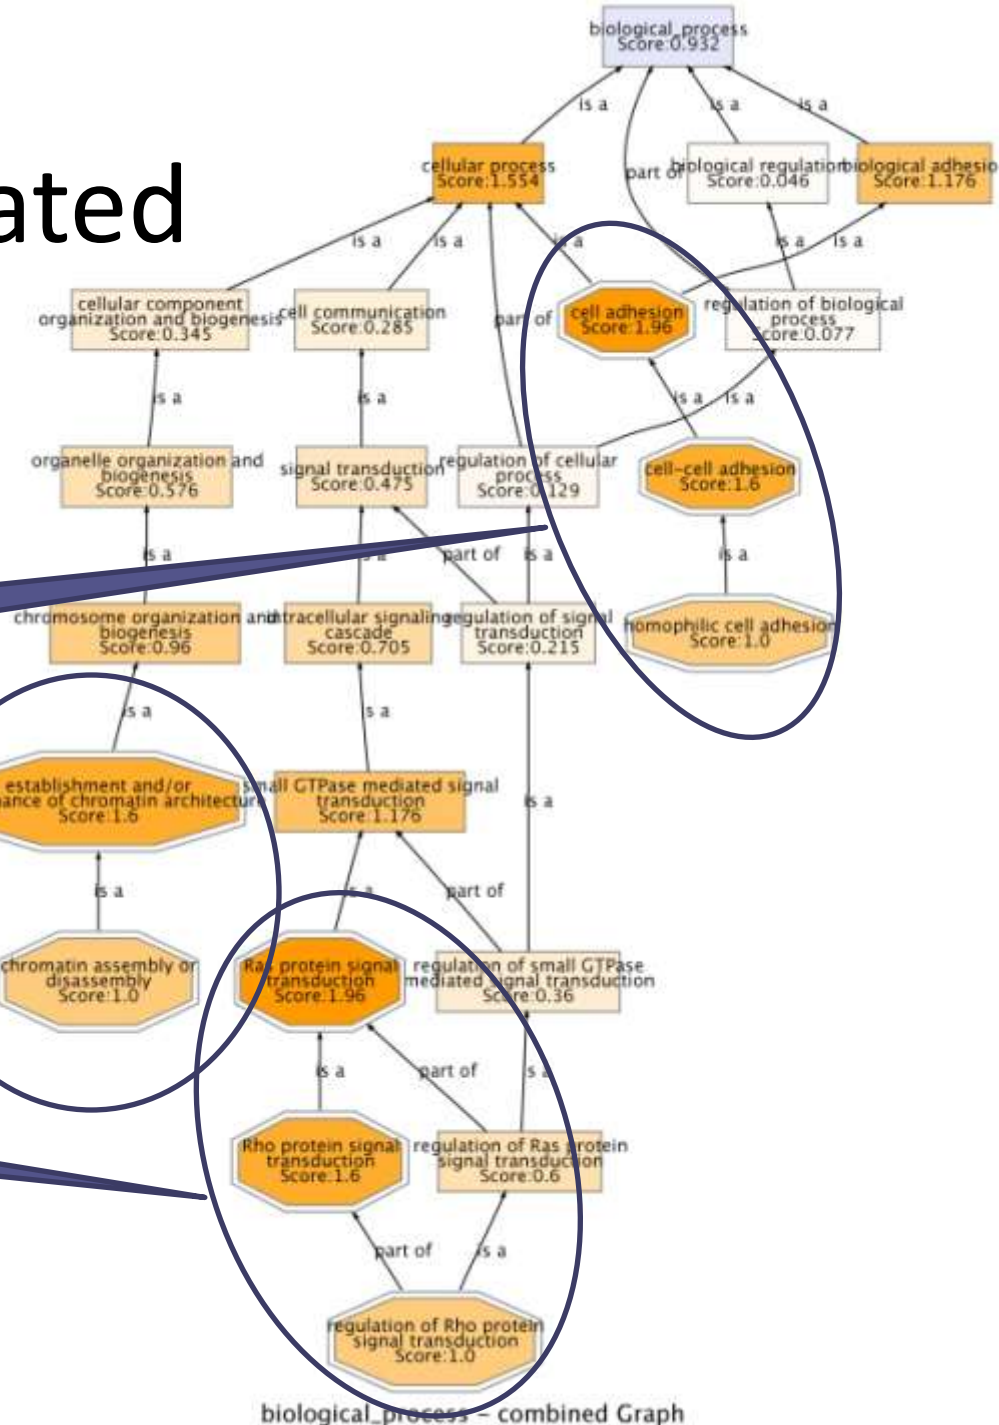 biological_process
Score:0.932
is a
is a
is a
cellular process
Score:1.554
part of
biological regulation
Score:0.046
biological adhesio
Score:1.176
ated
is a
is a
is a
is a
is a
cellular component
organization and biogenesis
Score:0.345
cell communication
Score:0.285
part of
cell adhesion
Score:1.96
regulation of biological
process
Score:0.077
is a
is a
is a
is a
organelle organization and
biogenesis
Score:0.576
signal transduction
Score:0.475
regulation of cellular
process
Score:0.129
cell-cell adhesion
Score:1.6
is a
part of
is a
is a
chromosome organization and
biogenesis
Score:0.96
intracellular signaling
cascade
Score:0.705
regulation of signal
transduction
Score:0.215
homophilic cell adhesion
Score:1.0
is a
is a
establishment and/or
nance of chromatin architecture
Score:1.6
small GTPase mediated signal
transduction
Score:1.176
is a
is a
is a
part of
chromatin assembly or
disassembly
Score:1.0
Ras protein signal
transduction
Score:1.96
regulation of small GTPase
mediated signal transduction
Score:0.36
is a
part of
is a
Rho protein signal
transduction
Score:1.6
regulation of Ras protein
signal transduction
Score:0.6
part of
is a
regulation of Rho protein
signal transduction
Score:1.0
biological_process - combined Graph